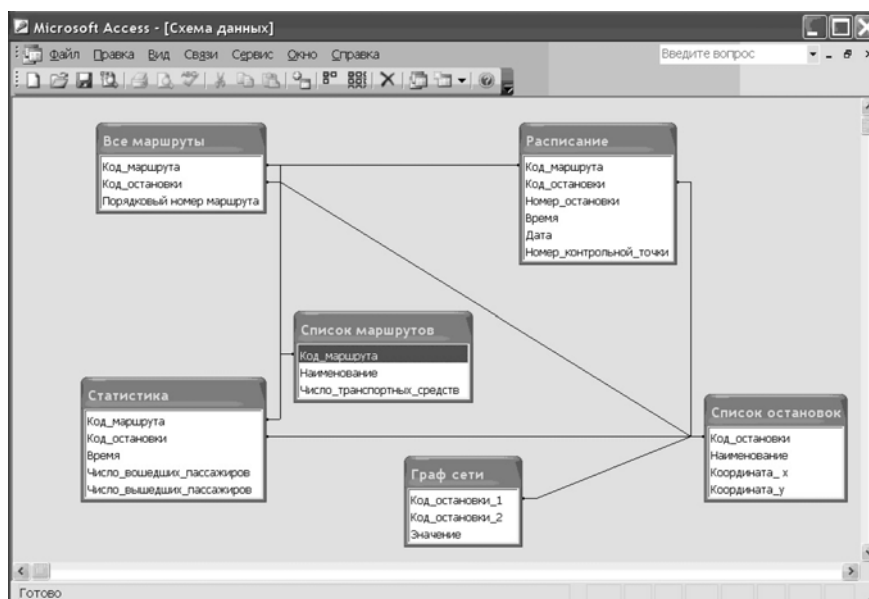 Microsoft Access - [Схема данных]
Файл Правка Вид Связи Сервис Окно Справка
Введите вопрос
Все маршруты
Код_маршрута
Код_остановки
Порядковый номер маршрута
Расписание
Код_маршрута
Код_остановки
Номер_остановки
Время
Дата
Номер_контрольной_точки
Список маршрутов
Код_маршрута
Наименование
Число_транспортных_средств
Статистика
Код_маршрута
Код_остановки
Время
Число_вошедших_пассажиров
Число_вышедших_пассажиров
Список остановок
Код_остановки
Наименование
Координата_ х
Координата_у
Граф сети
Код_остановки_1
Код_остановки_2
Значение
Готово